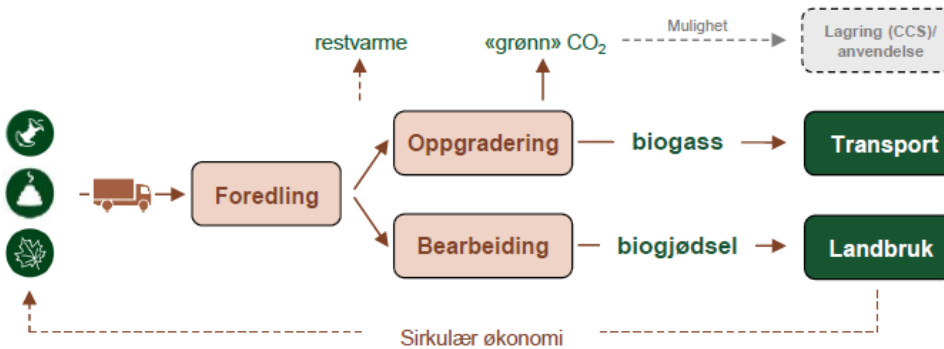 restvarme
«grønn» CO₂
Mulighet
Lagring (CCS)/
anvendelse
Foredling
Oppgradering
biogass
Transport
Bearbeiding
biogjødsel
Landbruk
Sirkulær økonomi